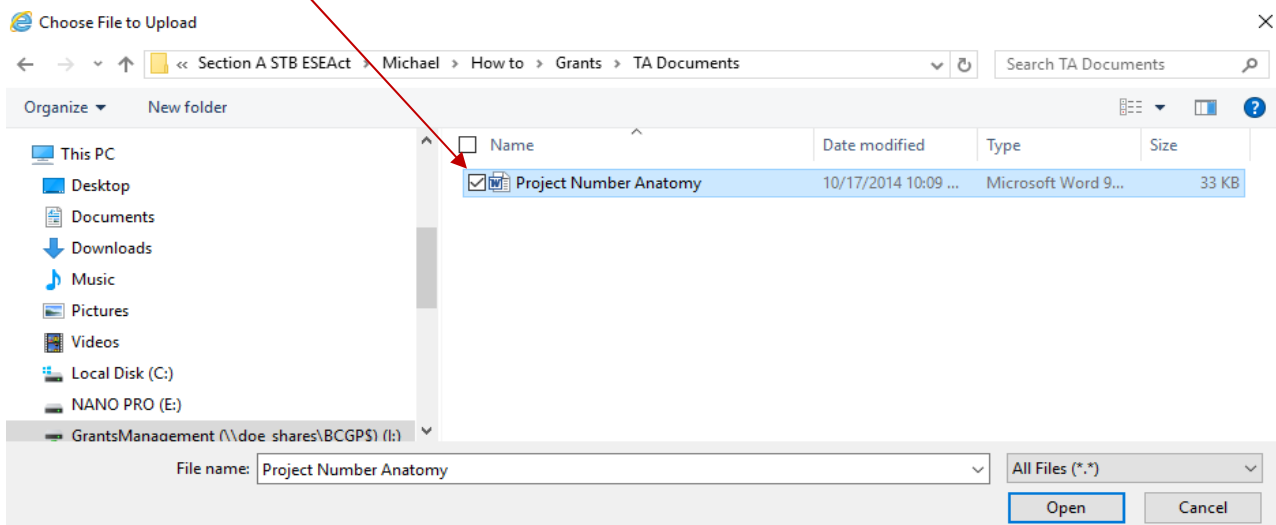 Choose File to Upload
« Section A STB ESEAct > Michael > How to > Grants > TA Documents
Search TA Documents
Organize
New folder
This PC
Desktop
Documents
Downloads
Music
Pictures
Videos
Local Disk (C:)
NANO PRO (E:)
GrantsManagement (\\doe_shares\BCGP$) (I:)
Name Date modified Type Size
Project Number Anatomy 10/17/2014 10:09 ... Microsoft Word 9... 33 KB
File name: Project Number Anatomy All Files (*.*)
Open Cancel